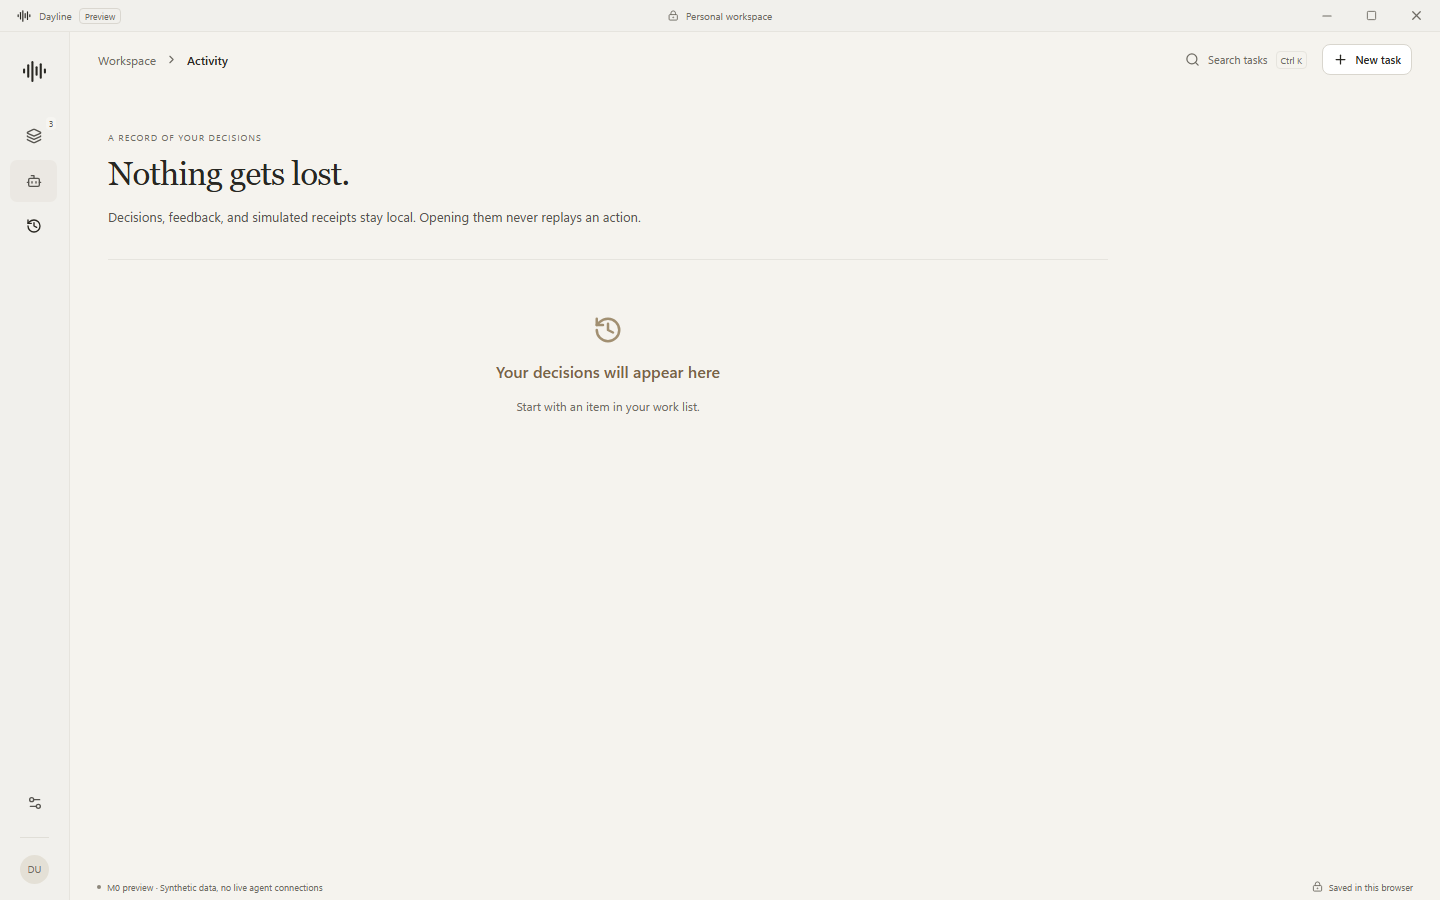 Dayline Preview
Personal workspace
Workspace Activity
Search tasks Ctrl K
New task
3
A RECORD OF YOUR DECISIONS
Nothing gets lost.
Decisions, feedback, and simulated receipts stay local. Opening them never replays an action.
Your decisions will appear here
Start with an item in your work list.
DU
M0 preview · Synthetic data, no live agent connections
Saved in this browser